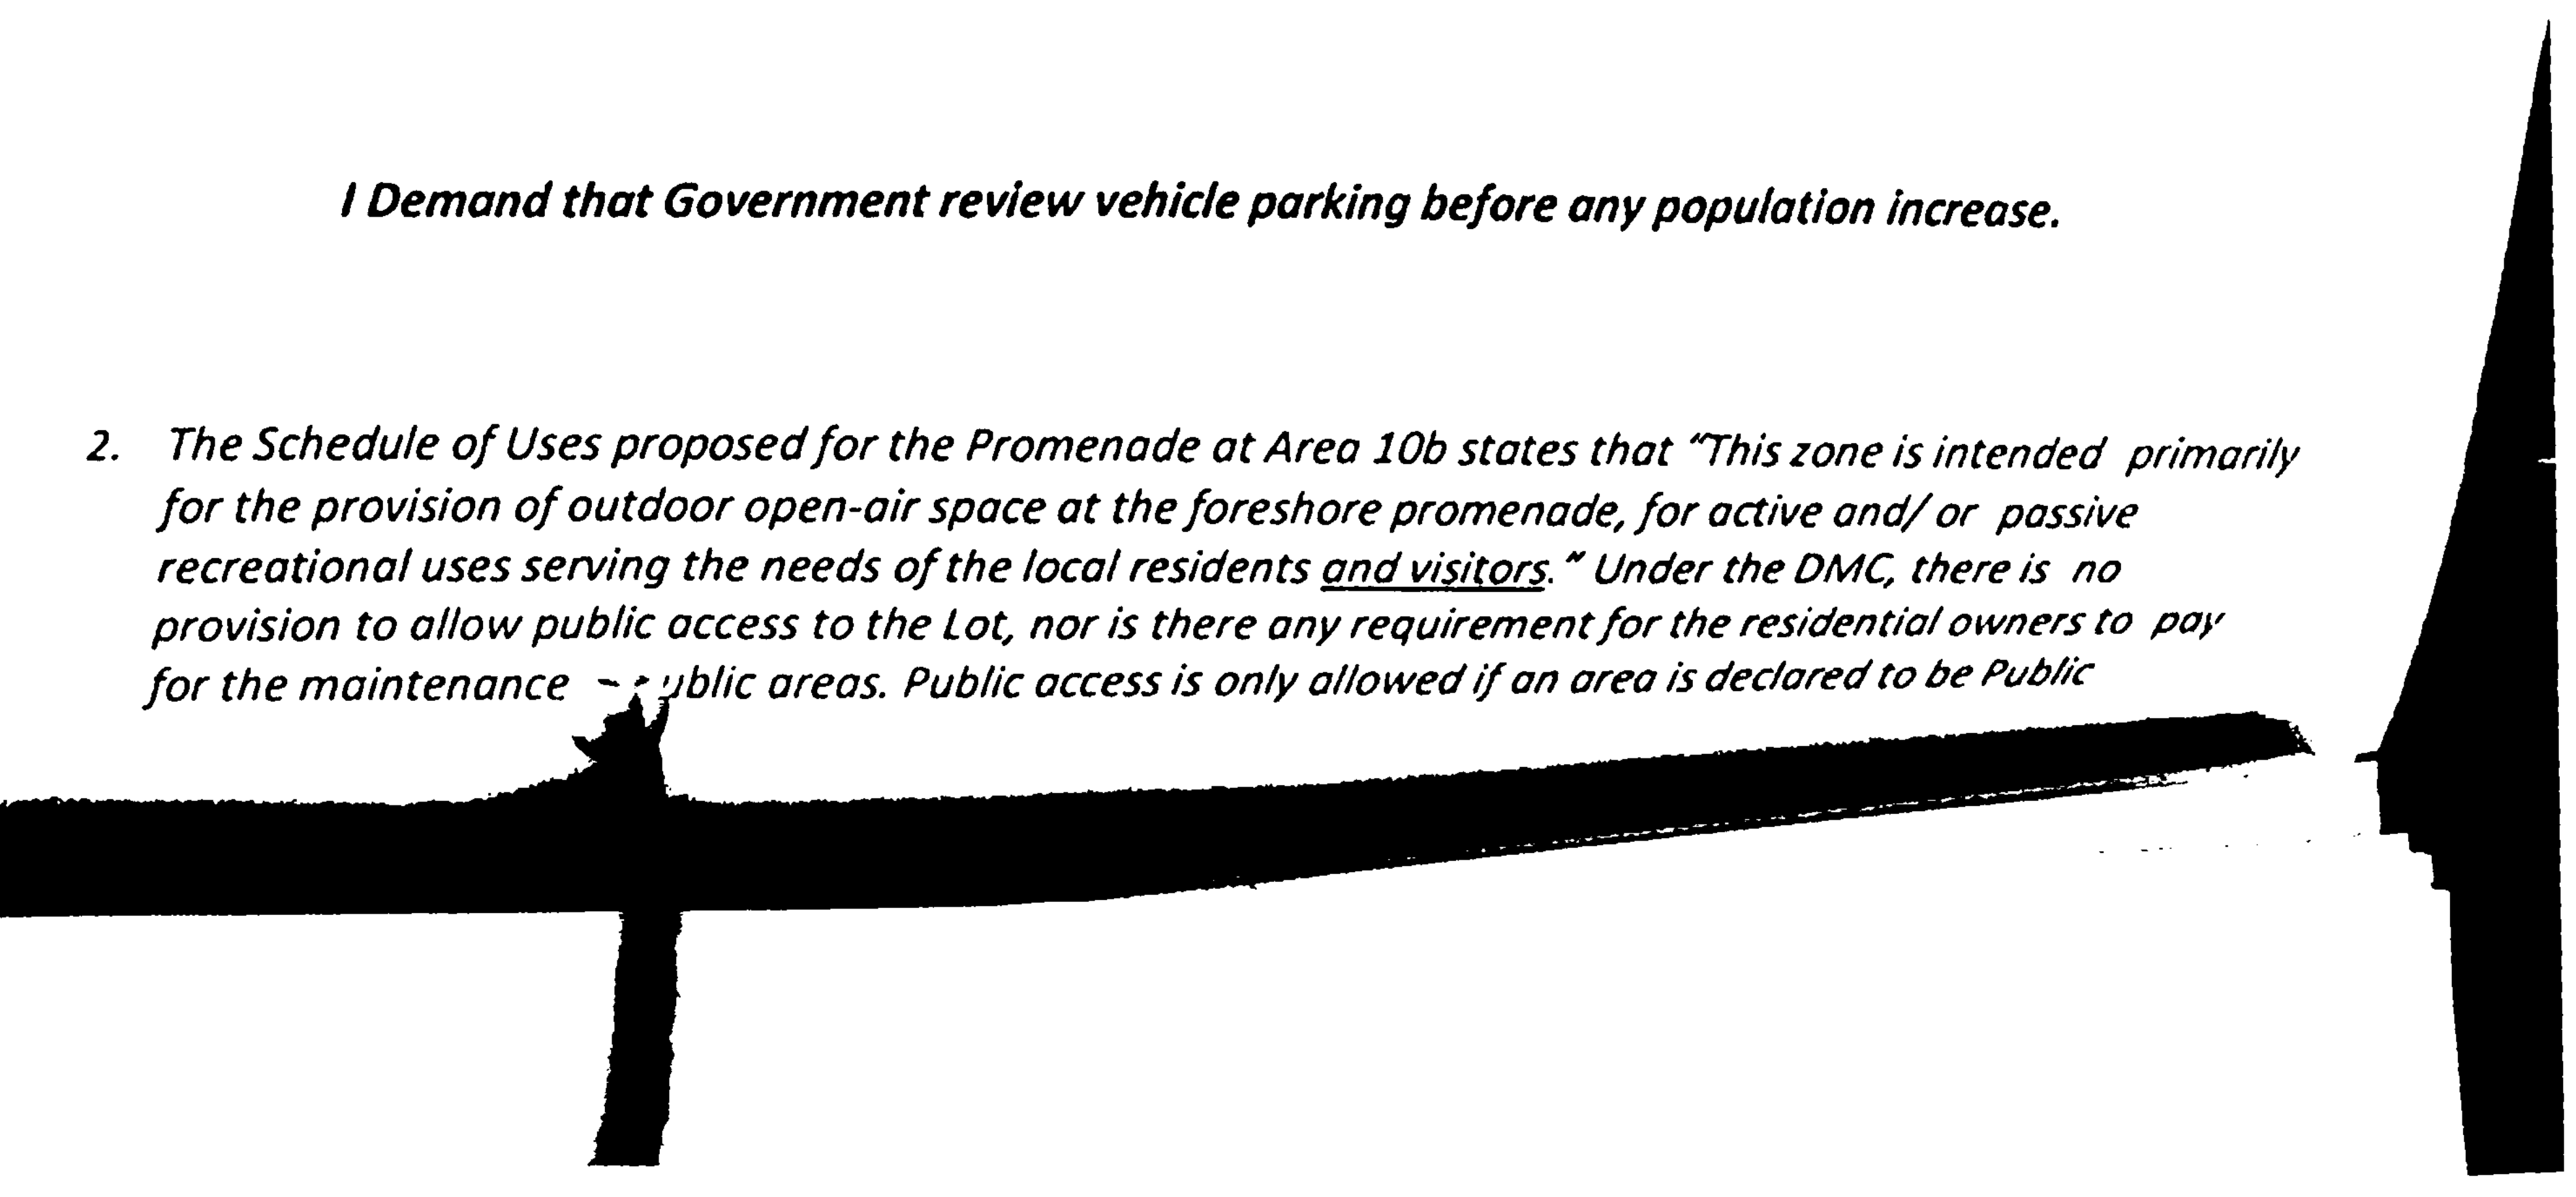 I Demand that Government review vehicle parking before any population increase.
2. The Schedule of Uses proposed for the Promenade at Area 10b states that “This zone is intended primarily
for the provision of outdoor open-air space at the foreshore promenade, for active and/ or passive
recreational uses serving the needs of the local residents and visitors.” Under the DMC, there is no
provision to allow public access to the Lot, nor is there any requirement for the residential owners to pay
for the maintenance areas. Public access is only allowed if an area is declared to be Public